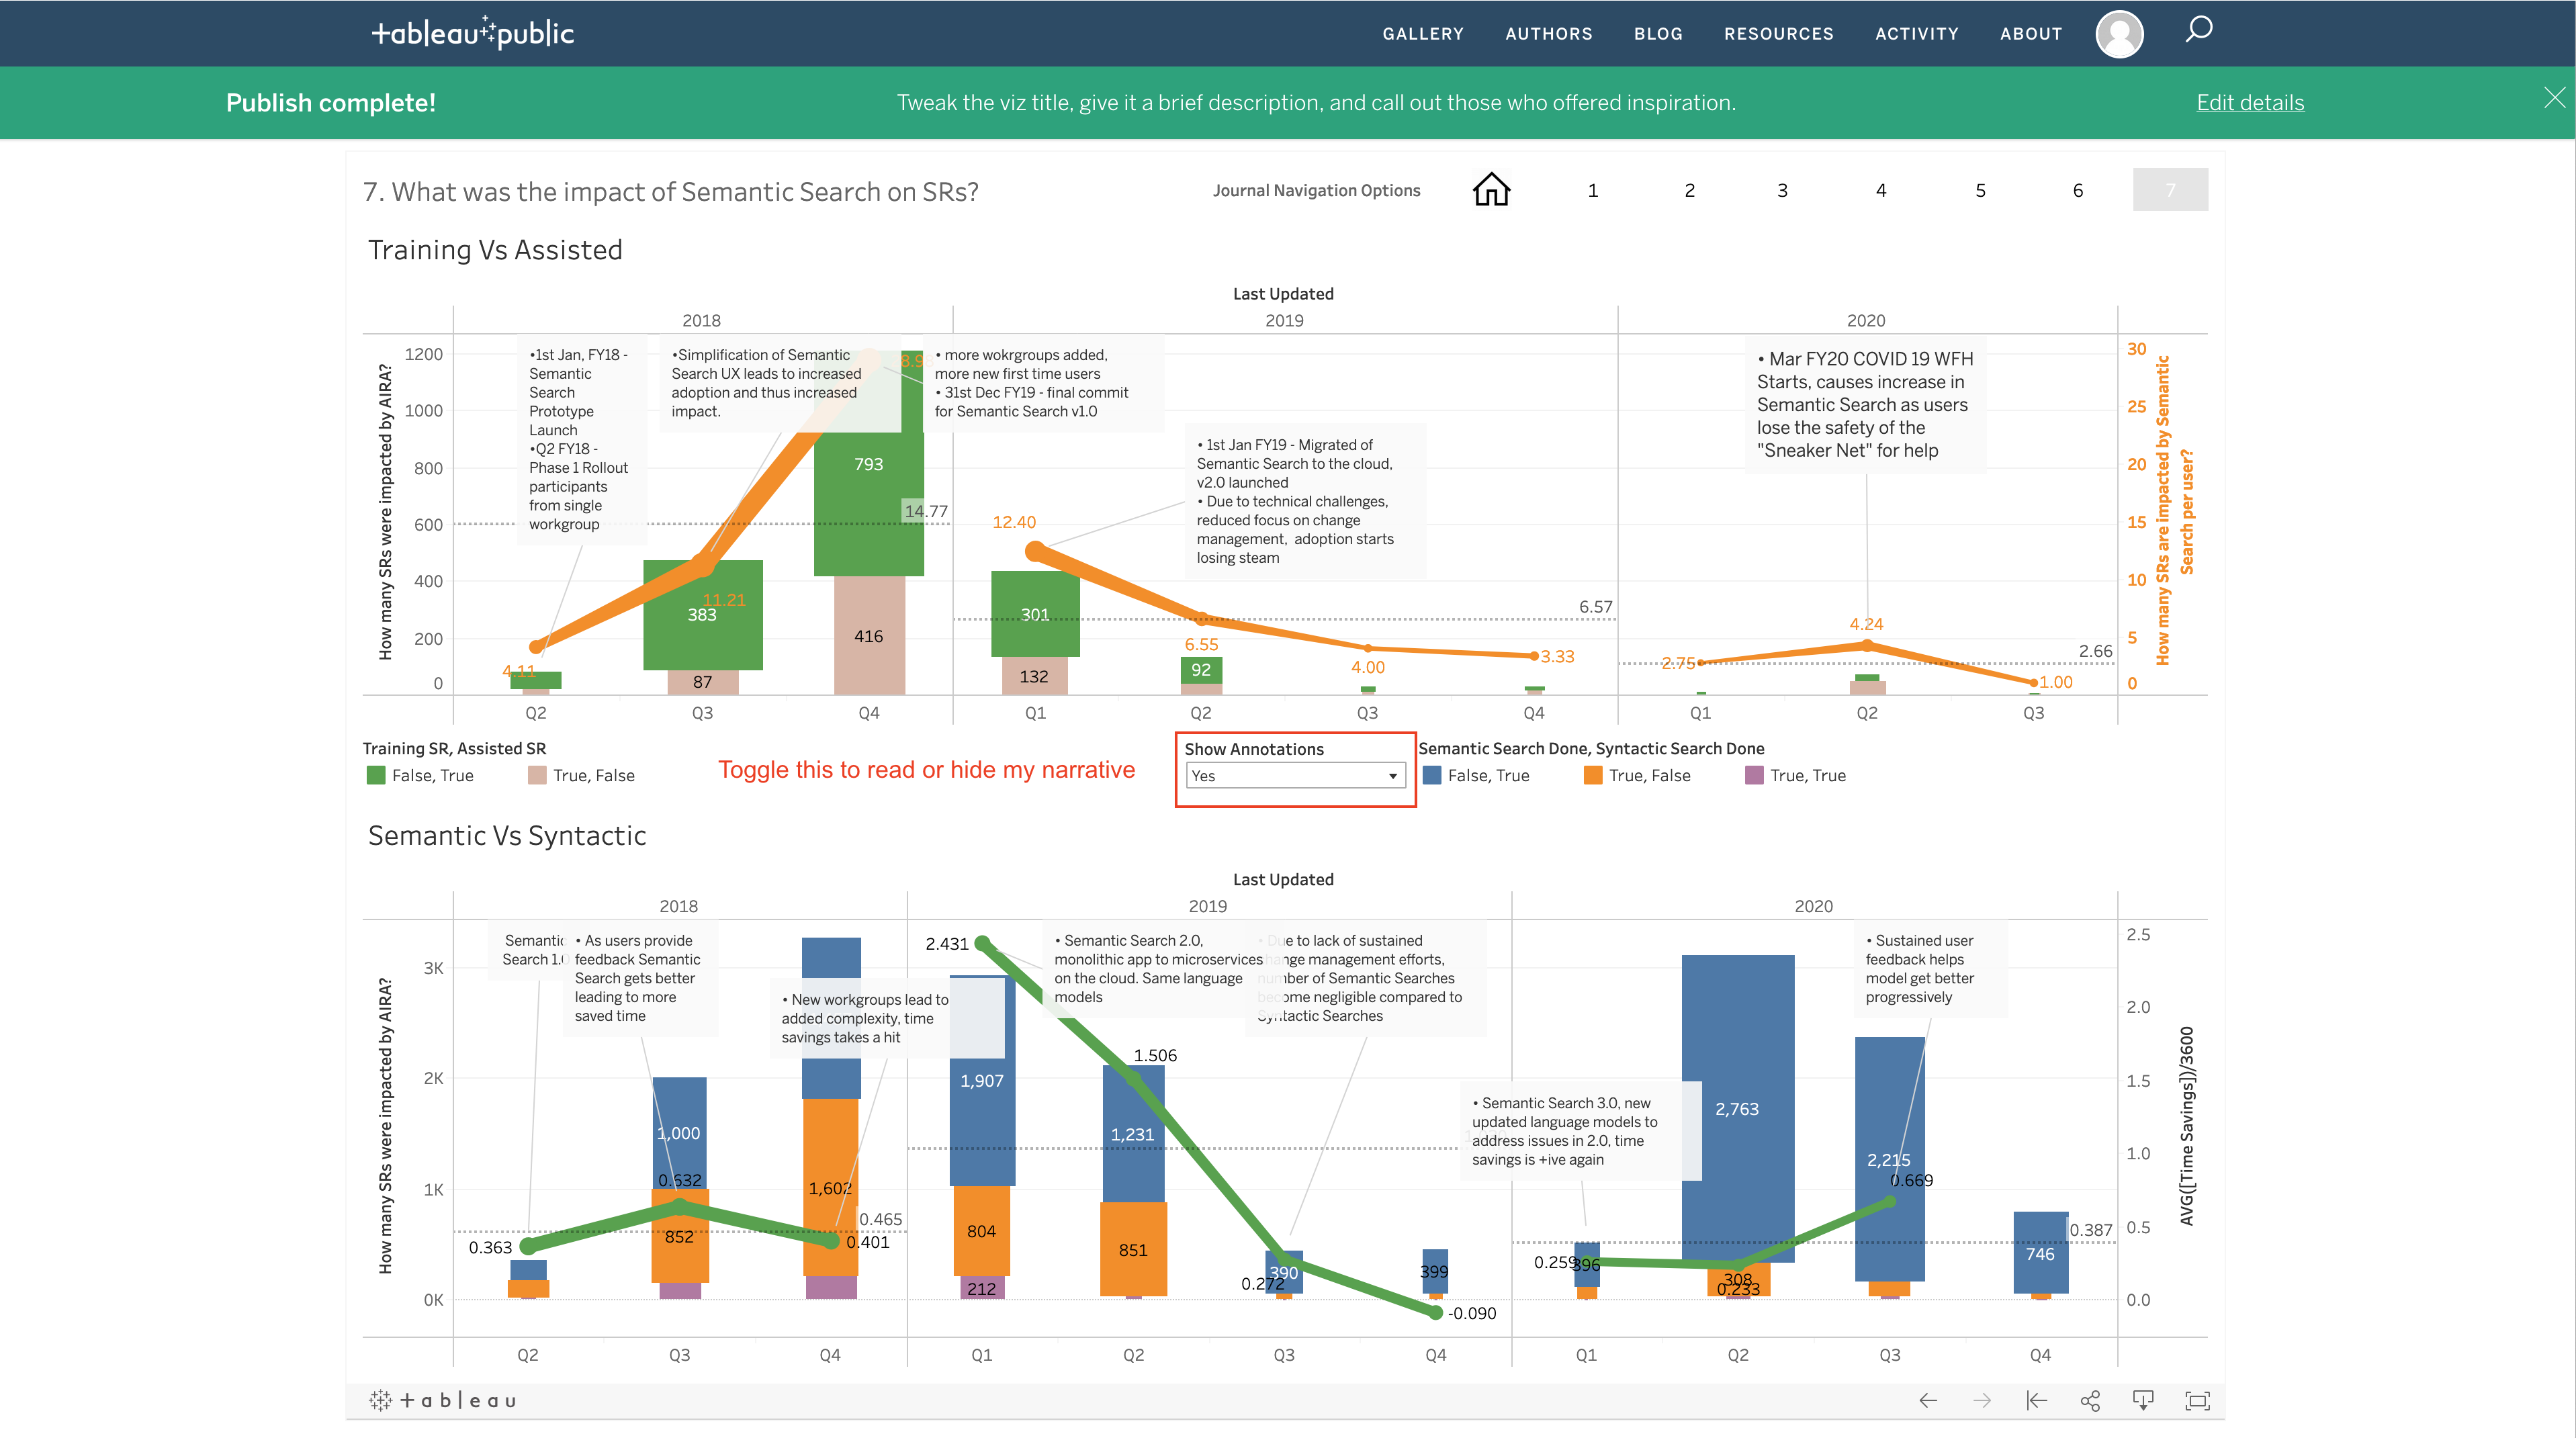 tableau public
GALLERY AUTHORS BLOG RESOURCES ACTIVITY ABOUT
Publish complete!
Tweak the viz title, give it a brief description, and call out those who offered inspiration.
Edit details
7. What was the impact of Semantic Search on SRs?
Journal Navigation Options
1 2 3 4 5 6 7
Training Vs Assisted
Last Updated
2018 2019 2020
How many SRs were impacted by AIRA?
1200
1000
800
600
400
200
0
•1st Jan, FY18 -
Semantic
Search
Prototype
Launch
•Q2 FY18 -
Phase 1 Rollout
participants
from single
workgroup
•Simplification of Semantic
Search UX leads to increased
adoption and thus increased
impact.
• more wokrgroups added,
more new first time users
• 31st Dec FY19 - final commit
for Semantic Search v1.0
• 1st Jan FY19 - Migrated of
Semantic Search to the cloud,
v2.0 launched
• Due to technical challenges,
reduced focus on change
management, adoption starts
losing steam
• Mar FY20 COVID 19 WFH
Starts, causes increase in
Semantic Search as users
lose the safety of the
"Sneaker Net" for help
4.11
11.21
383
87
793
416
14.77
12.40
301
132
6.55
92
4.00
3.33
6.57
2.75
4.24
1.00
2.66
30
25
20
15
10
5
0
How many SRs are impacted by Semantic
Search per user?
Q2 Q3 Q4 Q1 Q2 Q3 Q4 Q1 Q2 Q3
Training SR, Assisted SR
False, True True, False
Toggle this to read or hide my narrative
Show Annotations
Yes
Semantic Search Done, Syntactic Search Done
False, True True, False True, True
Semantic Vs Syntactic
Last Updated
2018 2019 2020
How many SRs were impacted by AIRA?
3K
2K
1K
0K
Semantic
Search 1.0
• As users provide
feedback Semantic
Search gets better
leading to more
saved time
• New workgroups lead to
added complexity, time
savings takes a hit
• Semantic Search 2.0,
monolithic app to microservices
on the cloud. Same language
models
• Due to lack of sustained
change management efforts,
number of Semantic Searches
become negligible compared to
Syntactic Searches
• Semantic Search 3.0, new
updated language models to
address issues in 2.0, time
savings is +ive again
• Sustained user
feedback helps
model get better
progressively
0.363
1,000
0.632
852
1,602
0.465
0.401
2.431
1,907
804
212
1.506
1,231
851
390
0.272
399
-0.090
0.259
396
2,763
308
0.233
2,215
0.669
746
0.387
2.5
2.0
1.5
1.0
0.5
0.0
AVG([Time Savings])/3600
Q2 Q3 Q4 Q1 Q2 Q3 Q4 Q1 Q2 Q3 Q4
tableau